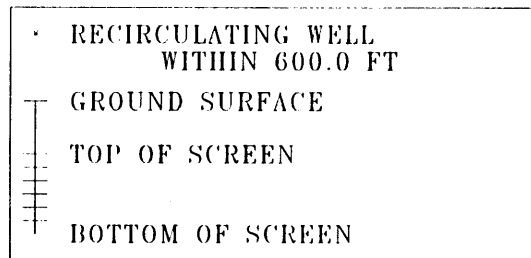 RECIRCULATING WELL
WITHIN 600.0 FT
GROUND SURFACE
TOP OF SCREEN
BOTTOM OF SCREEN